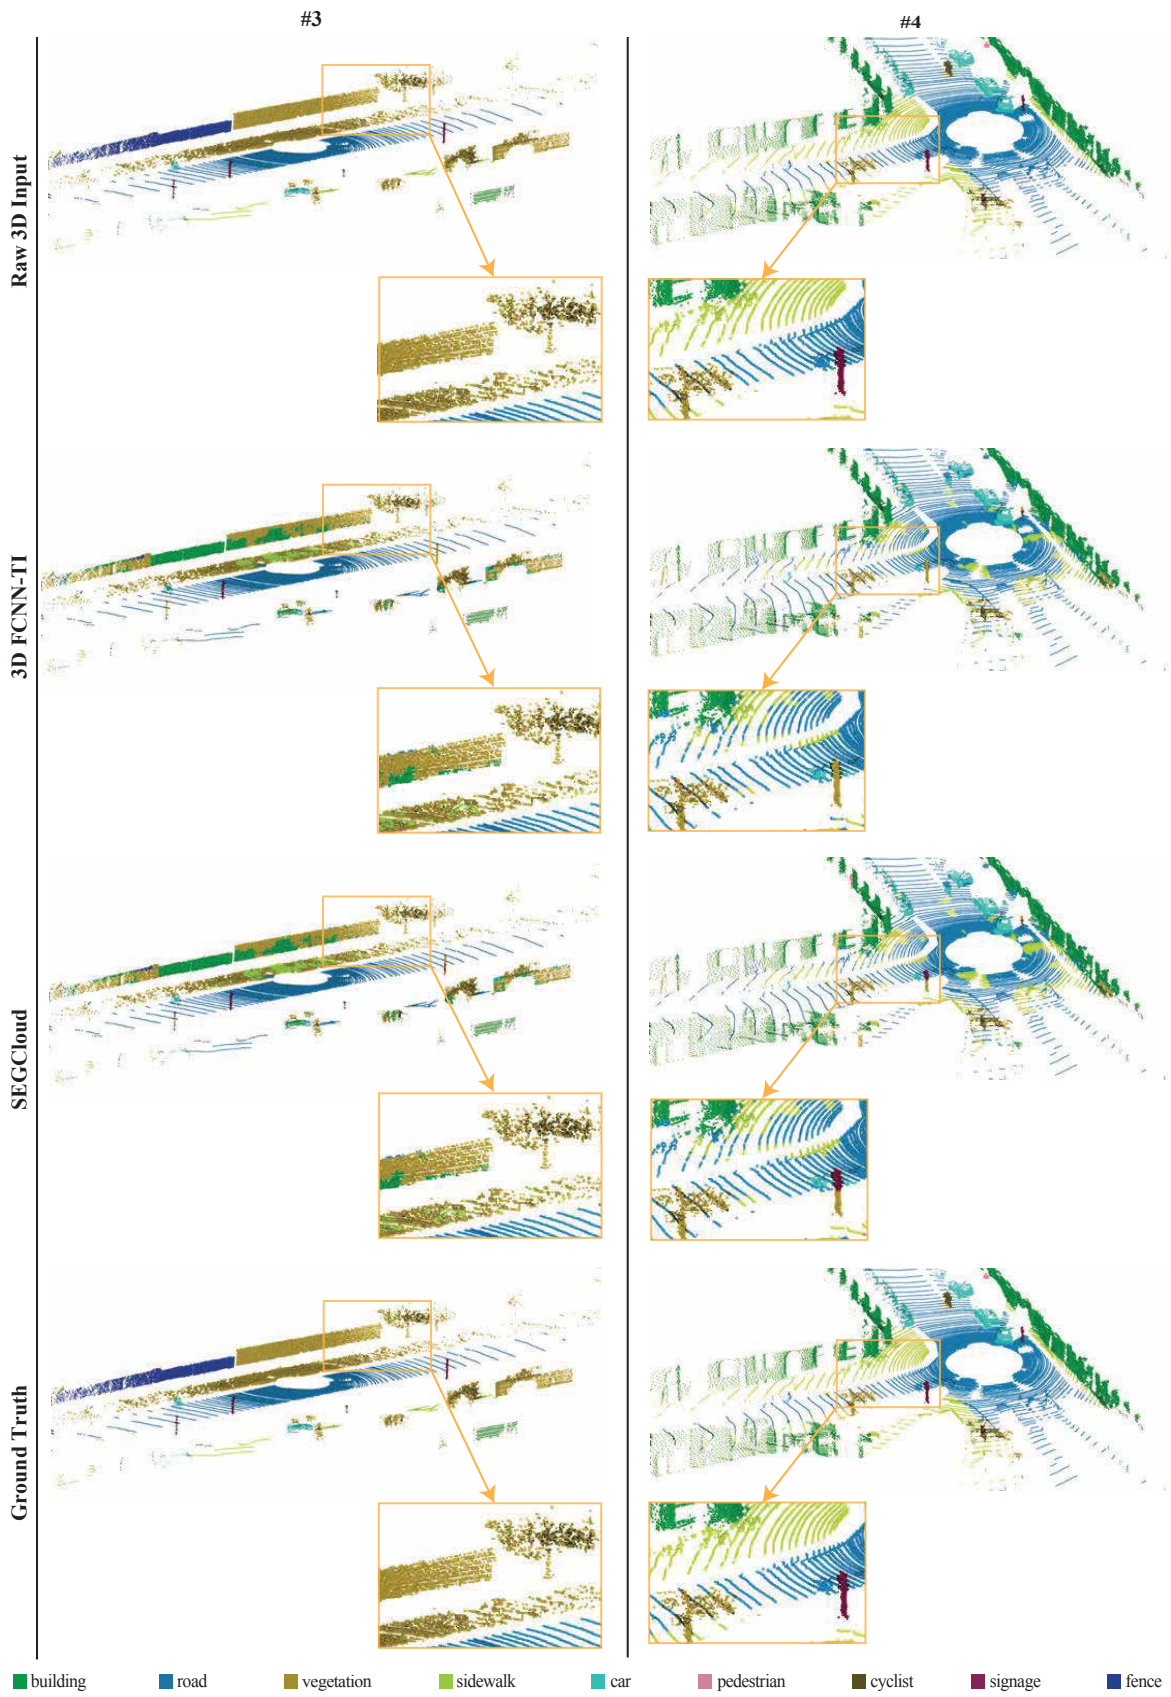 #3
#4
Raw 3D Input
3D FCNN-TI
SEGCloud
Ground Truth
building road vegetation sidewalk car pedestrian cyclist signage fence